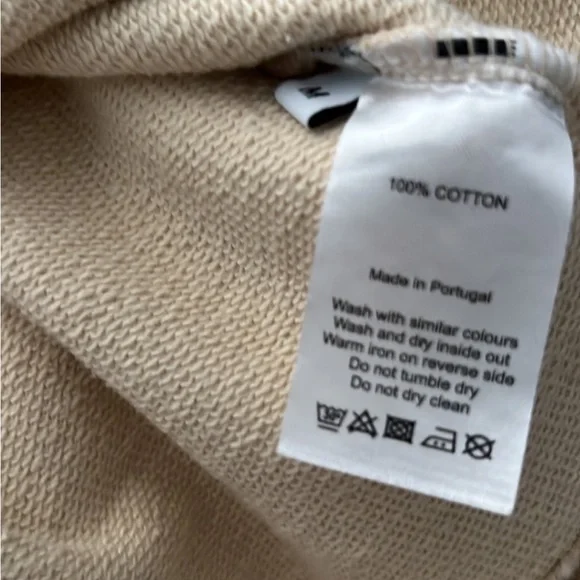 M
100% COTTON
Made in Portugal
Wash with similar colours
Wash and dry inside out
Warm iron on reverse side
Do not tumble dry
Do not dry clean
30°